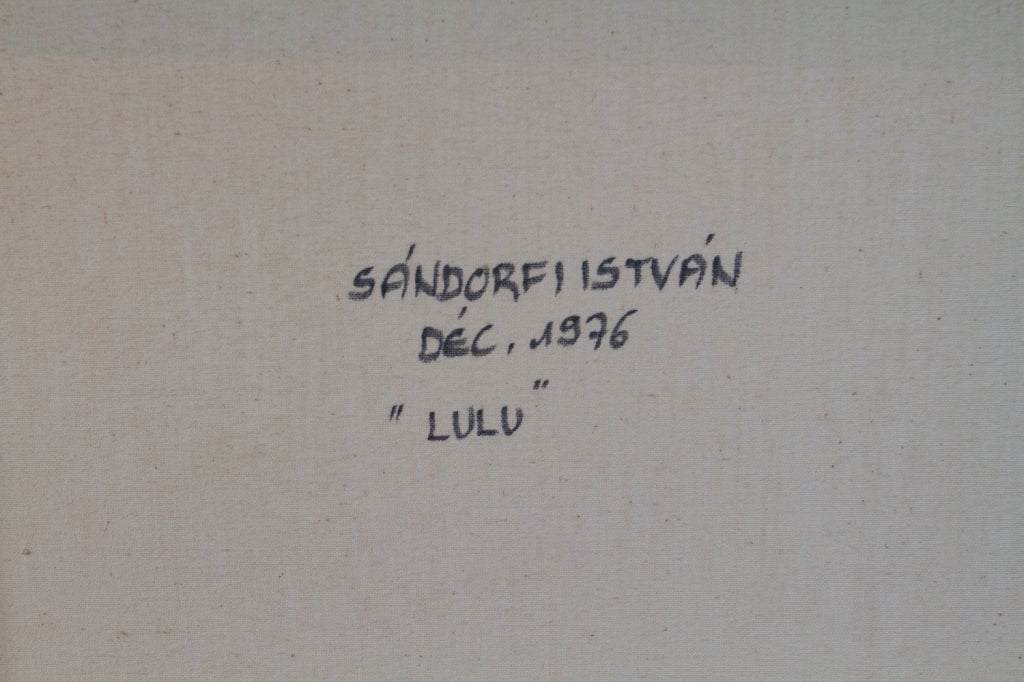 SÁNDORFI ISTVÁN
DÉC. 1976
"LULU"